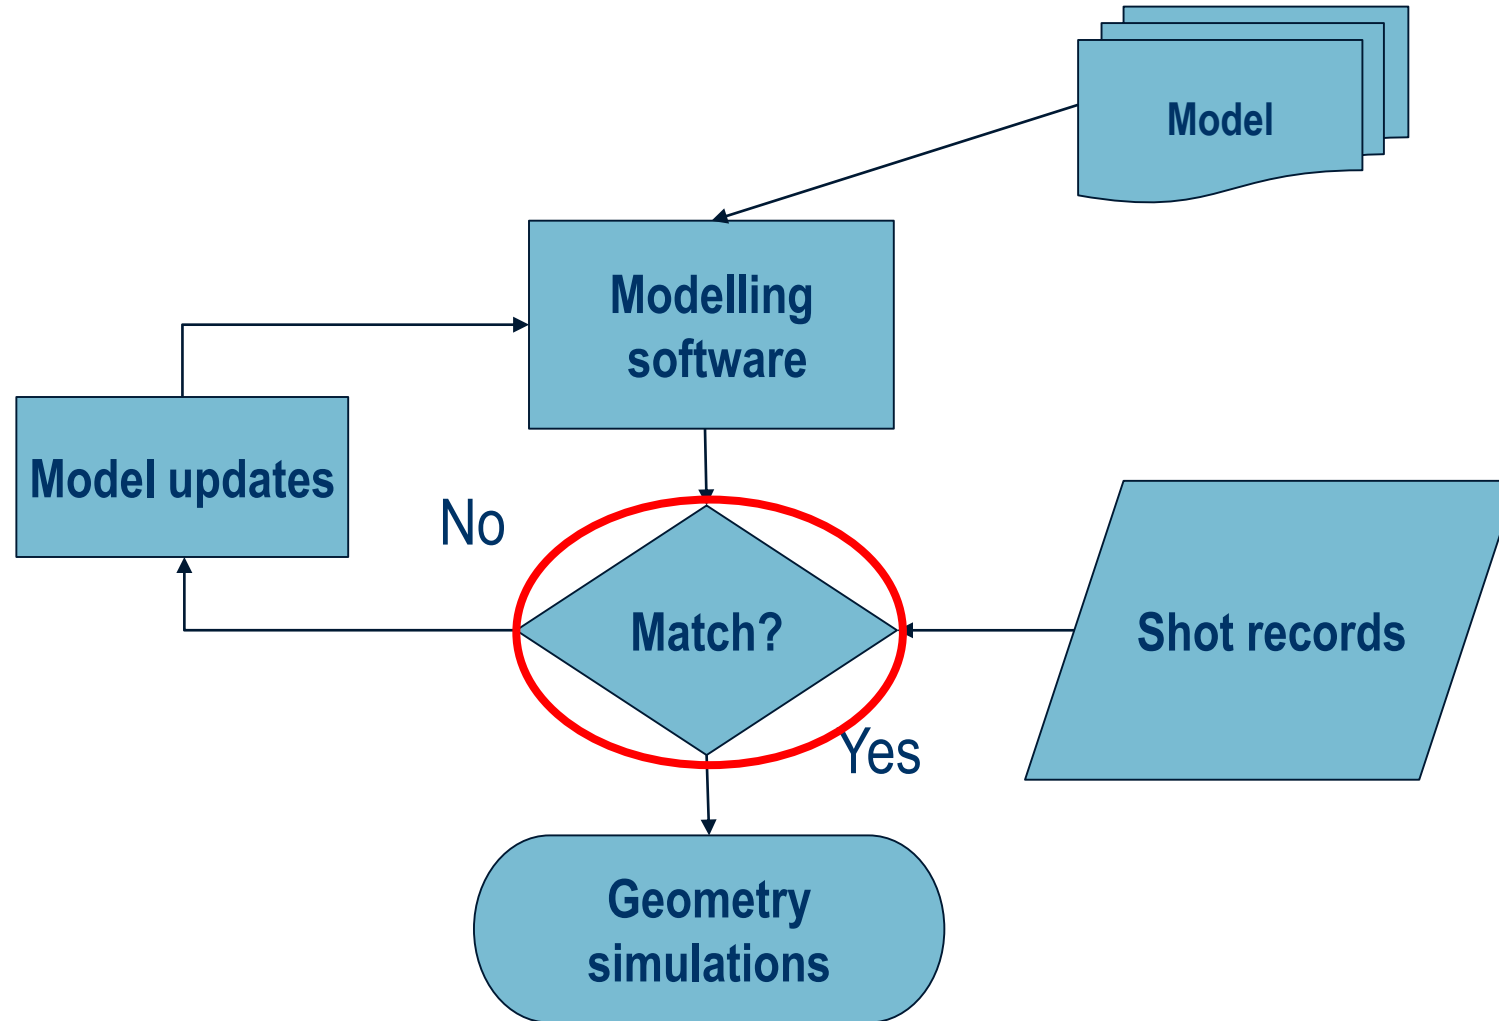 Model
Modelling
software
Model updates
No
Match?
Shot records
Yes
Geometry
simulations